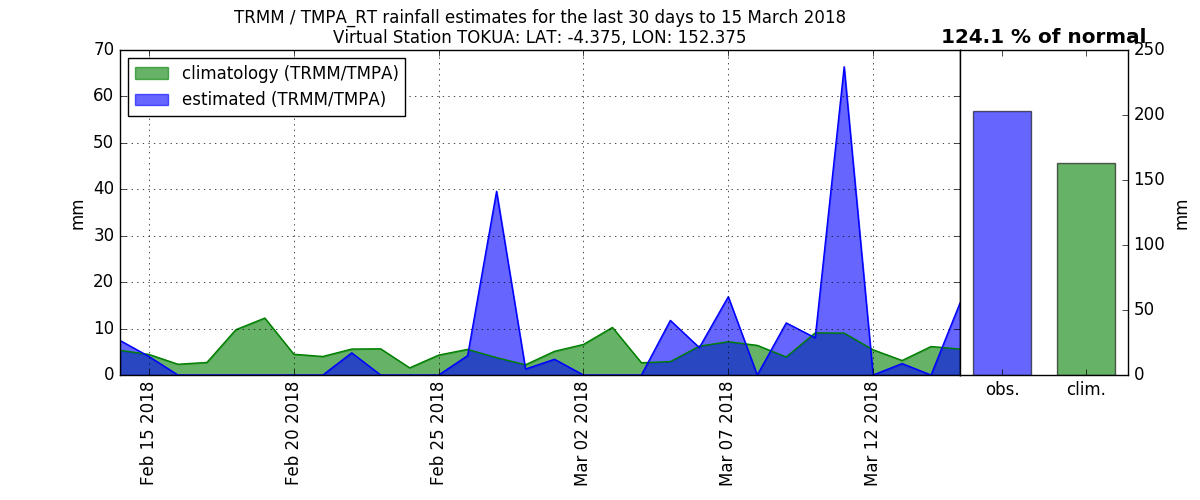 TRMM / TMPA_RT rainfall estimates for the last 30 days to 15 March 2018
Virtual Station TOKUA: LAT: -4.375, LON: 152.375
124.1 % of normal
climatology (TRMM/TMPA)
estimated (TRMM/TMPA)
70
60
50
40
30
20
10
0
mm
Feb 15 2018
Feb 20 2018
Feb 25 2018
Mar 02 2018
Mar 07 2018
Mar 12 2018
250
200
150
100
50
0
mm
obs.
clim.